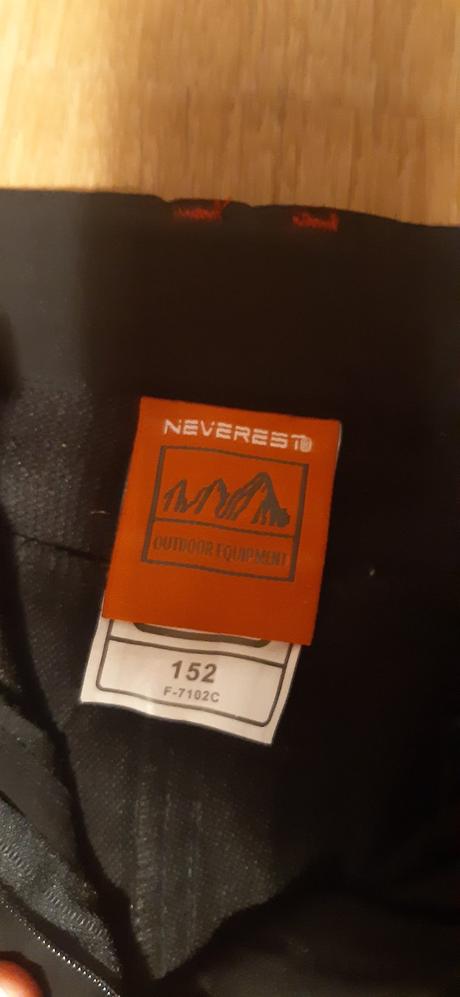 NEVEREST®
OUTDOOR EQUIPMENT
152
F-7102C